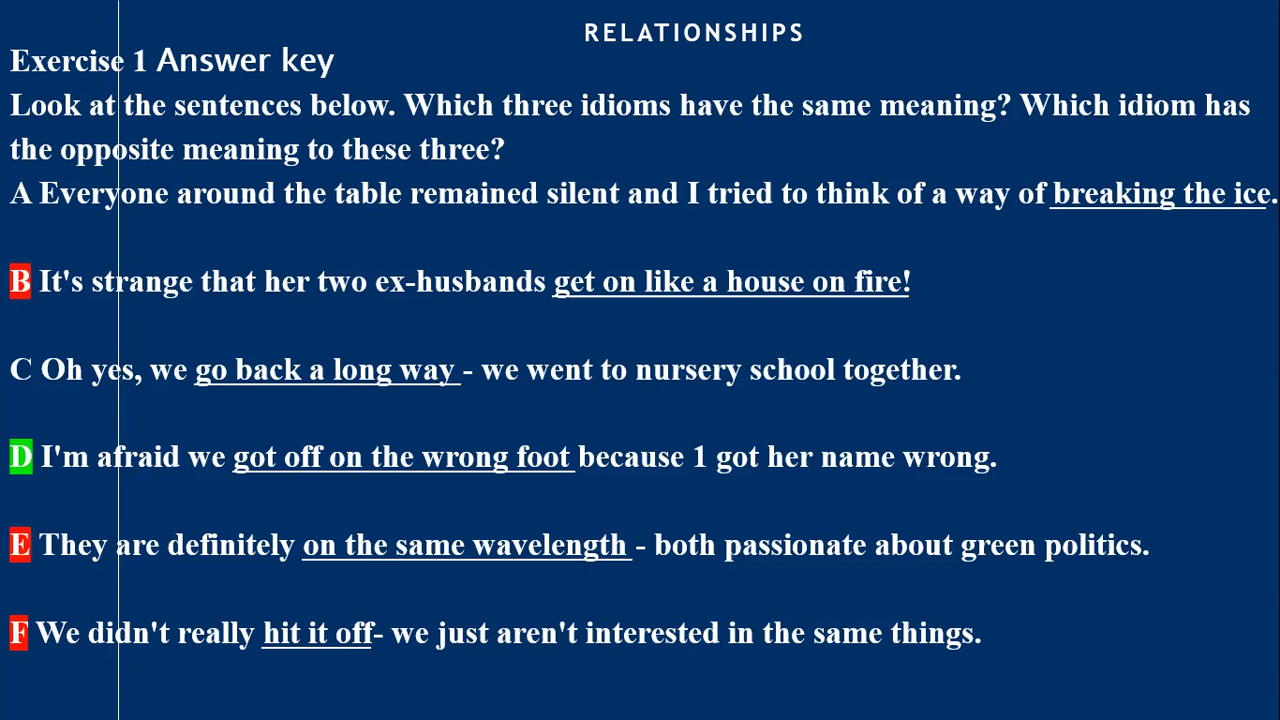 RELATIONSHIPS
Exercise 1 Answer key
Look at the sentences below. Which three idioms have the same meaning? Which idiom has
the opposite meaning to these three?
A Everyone around the table remained silent and I tried to think of a way of breaking the ice.
B It's strange that her two ex-husbands get on like a house on fire!
C Oh yes, we go back a long way - we went to nursery school together.
D I'm afraid we got off on the wrong foot because 1 got her name wrong.
E They are definitely on the same wavelength - both passionate about green politics.
F We didn't really hit it off- we just aren't interested in the same things.